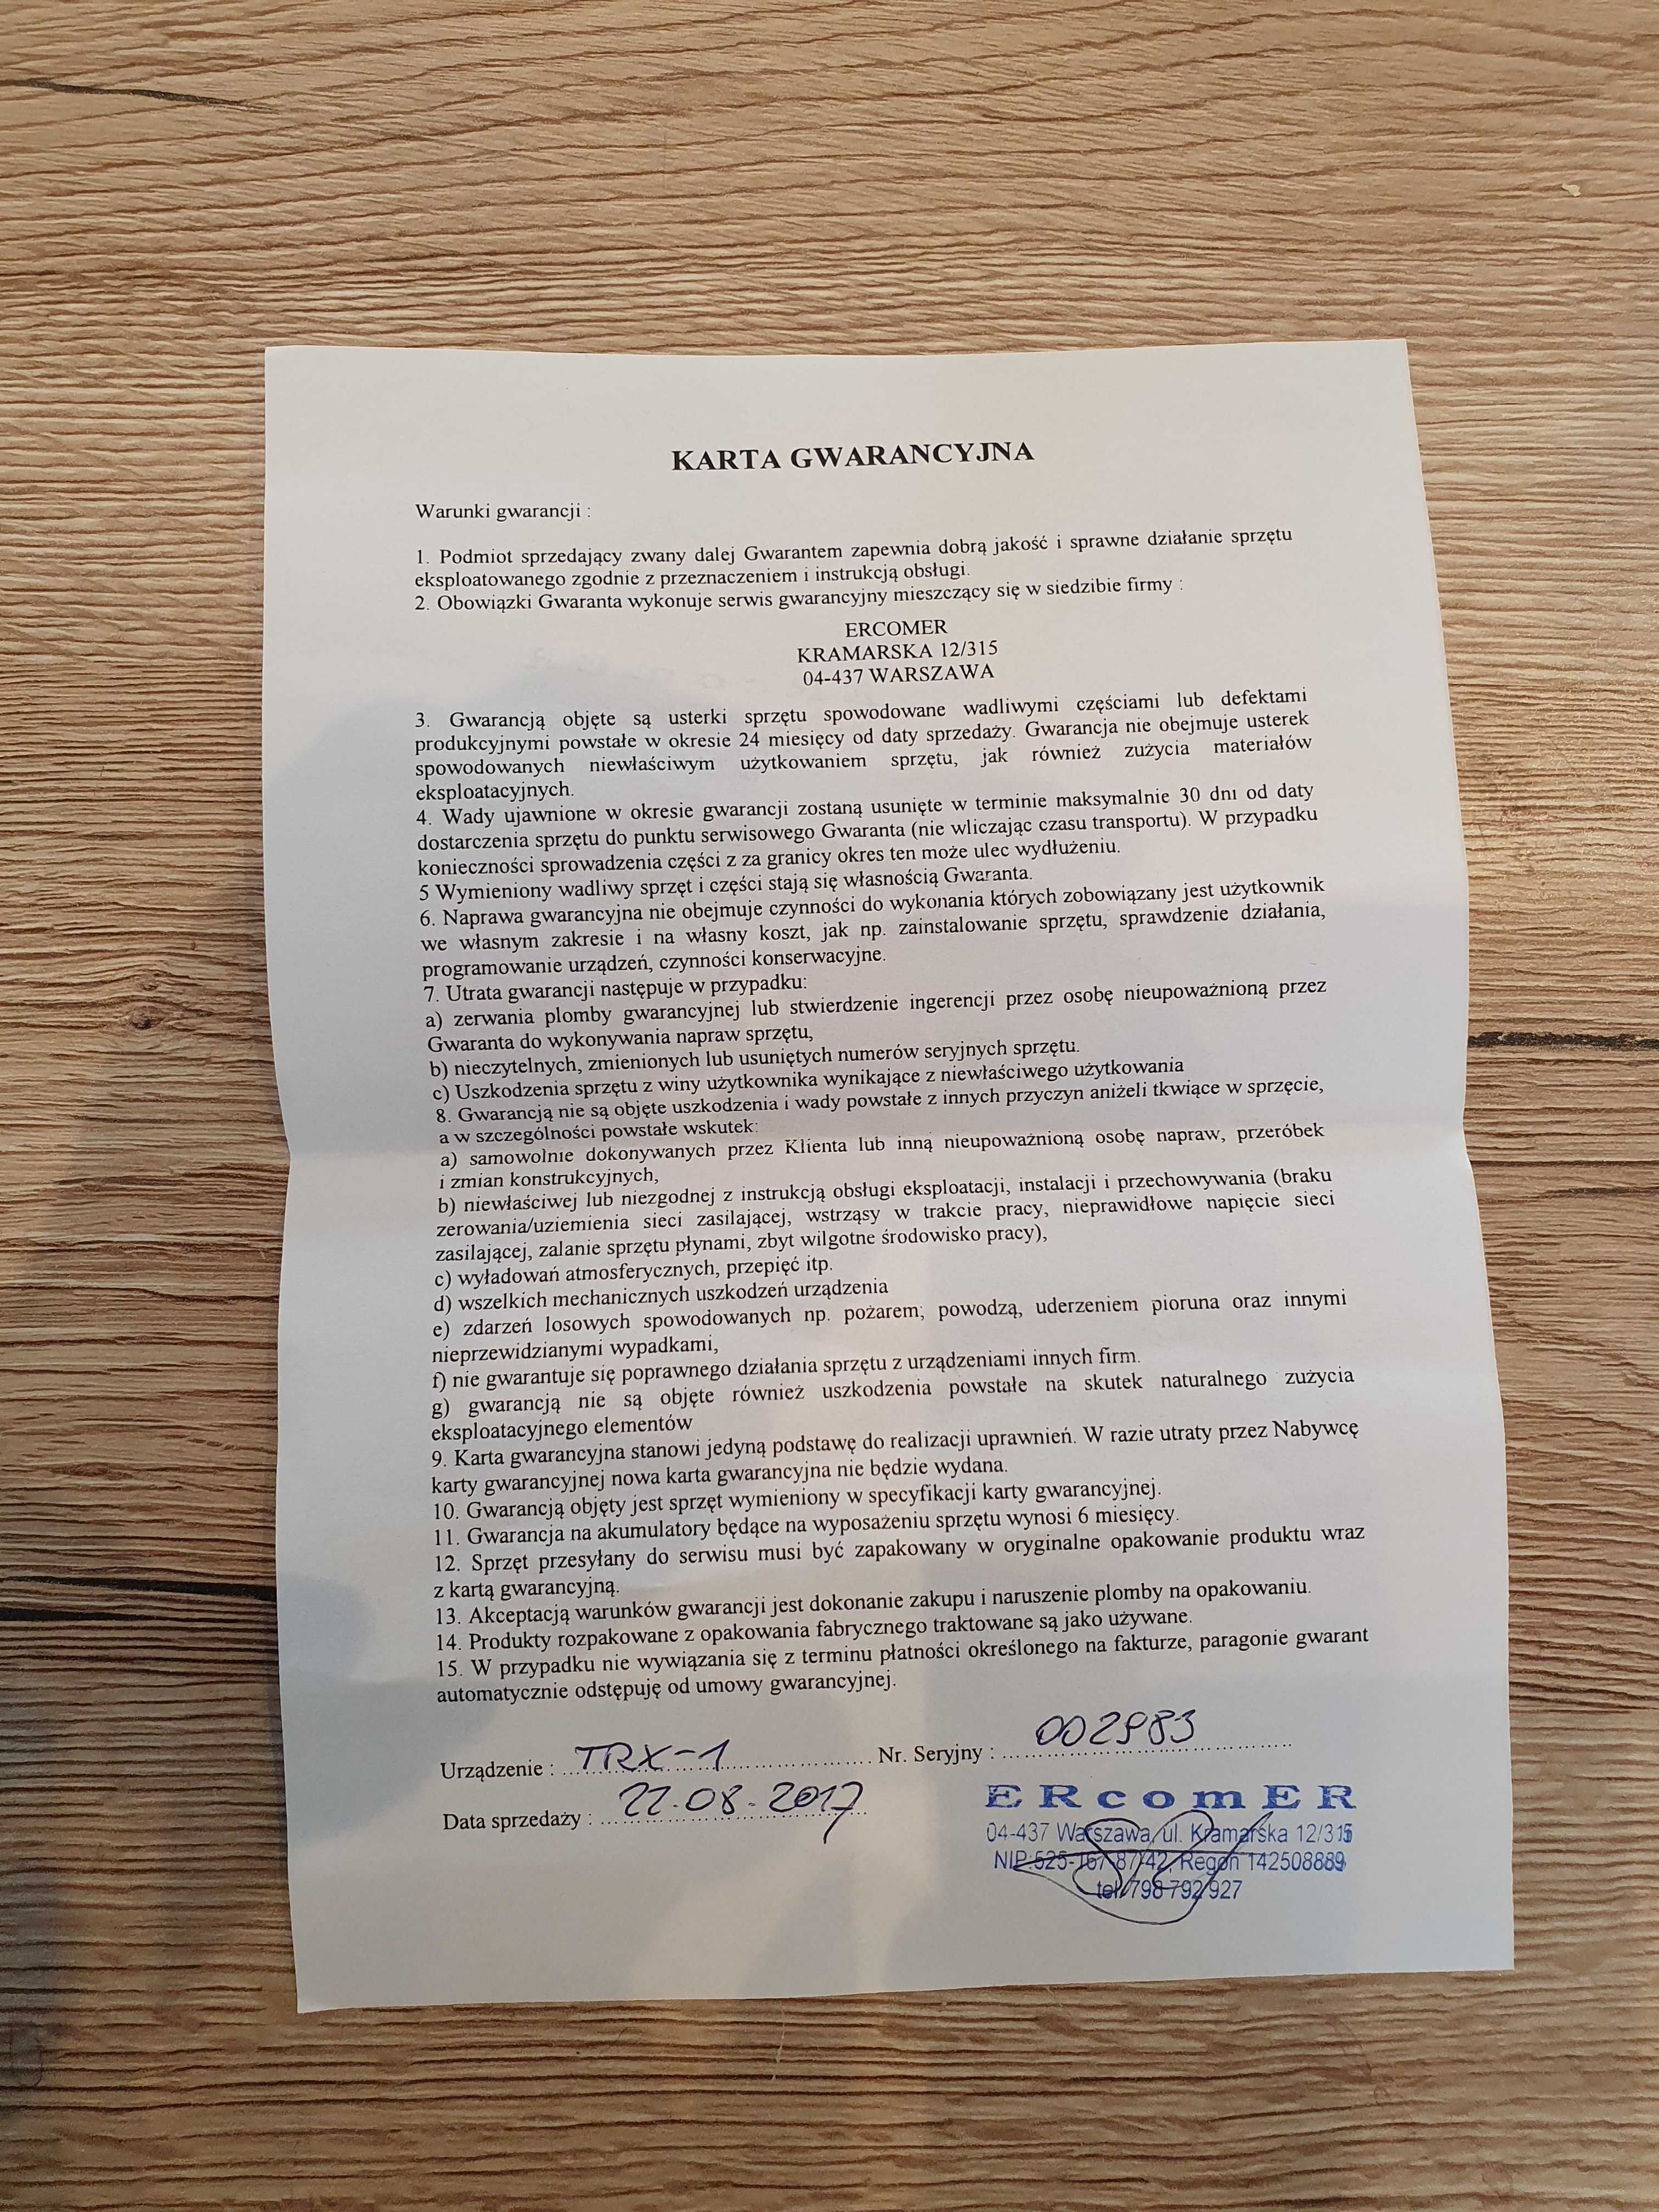 KARTA GWARANCYJNA
Warunki gwarancji :
1. Podmiot sprzedający zwany dalej Gwarantem zapewnia dobrą jakość i sprawne działanie sprzętu
eksploatowanego zgodnie z przeznaczeniem i instrukcją obsługi.
2. Obowiązki Gwaranta wykonuje serwis gwarancyjny mieszczący się w siedzibie firmy :
ERCOMER
KRAMARSKA 12/315
04-437 WARSZAWA
3. Gwarancją objęte są usterki sprzętu spowodowane wadliwymi częściami lub defektami
produkcyjnymi powstałe w okresie 24 miesięcy od daty sprzedaży. Gwarancja nie obejmuje usterek
spowodowanych niewłaściwym użytkowaniem sprzętu, jak również zużycia materiałów
eksploatacyjnych.
4. Wady ujawnione w okresie gwarancji zostaną usunięte w terminie maksymalnie 30 dni od daty
dostarczenia sprzętu do punktu serwisowego Gwaranta (nie wliczając czasu transportu). W przypadku
konieczności sprowadzenia części z za granicy okres ten może ulec wydłużeniu.
5 Wymieniony wadliwy sprzęt i części stają się własnością Gwaranta.
6. Naprawa gwarancyjna nie obejmuje czynności do wykonania których zobowiązany jest użytkownik
we własnym zakresie i na własny koszt, jak np. zainstalowanie sprzętu, sprawdzenie działania,
programowanie urządzeń, czynności konserwacyjne.
7. Utrata gwarancji następuje w przypadku:
a) zerwania plomby gwarancyjnej lub stwierdzenie ingerencji przez osobę nieupoważnioną przez
Gwaranta do wykonywania napraw sprzętu,
b) nieczytelnych, zmienionych lub usuniętych numerów seryjnych sprzętu.
c) Uszkodzenia sprzętu z winy użytkownika wynikające z niewłaściwego użytkowania
8. Gwarancją nie są objęte uszkodzenia i wady powstałe z innych przyczyn aniżeli tkwiące w sprzęcie,
a w szczególności powstałe wskutek:
a) samowolnie dokonywanych przez Klienta lub inną nieupoważnioną osobę napraw, przeróbek
i zmian konstrukcyjnych,
b) niewłaściwej lub niezgodnej z instrukcją obsługi eksploatacji, instalacji i przechowywania (braku
zerowania/uziemienia sieci zasilającej, wstrząsy w trakcie pracy, nieprawidłowe napięcie sieci
zasilającej, zalanie sprzętu płynami, zbyt wilgotne środowisko pracy),
c) wyładowań atmosferycznych, przepięć itp.
d) wszelkich mechanicznych uszkodzeń urządzenia
e) zdarzeń losowych spowodowanych np. pożarem, powodzą, uderzeniem pioruna oraz innymi
nieprzewidzianymi wypadkami,
f) nie gwarantuje się poprawnego działania sprzętu z urządzeniami innych firm.
g) gwarancją nie są objęte również uszkodzenia powstałe na skutek naturalnego zużycia
eksploatacyjnego elementów
9. Karta gwarancyjna stanowi jedyną podstawę do realizacji uprawnień. W razie utraty przez Nabywcę
karty gwarancyjnej nowa karta gwarancyjna nie będzie wydana.
10. Gwarancją objęty jest sprzęt wymieniony w specyfikacji karty gwarancyjnej.
11. Gwarancja na akumulatory będące na wyposażeniu sprzętu wynosi 6 miesięcy.
12. Sprzęt przesyłany do serwisu musi być zapakowany w oryginalne opakowanie produktu wraz
z kartą gwarancyjną.
13. Akceptacją warunków gwarancji jest dokonanie zakupu i naruszenie plomby na opakowaniu.
14. Produkty rozpakowane z opakowania fabrycznego traktowane są jako używane.
15. W przypadku nie wywiązania się z terminu płatności określonego na fakturze, paragonie gwarant
automatycznie odstępuję od umowy gwarancyjnej.
Urządzenie : TRX-1 Nr. Seryjny : 002983
Data sprzedaży : 22.08.2017
ERcomER
04-437 Warszawa, ul. Kramarska 12/315
NIP:525-167-87-42, Regon 142508889
tel. 798 792 927